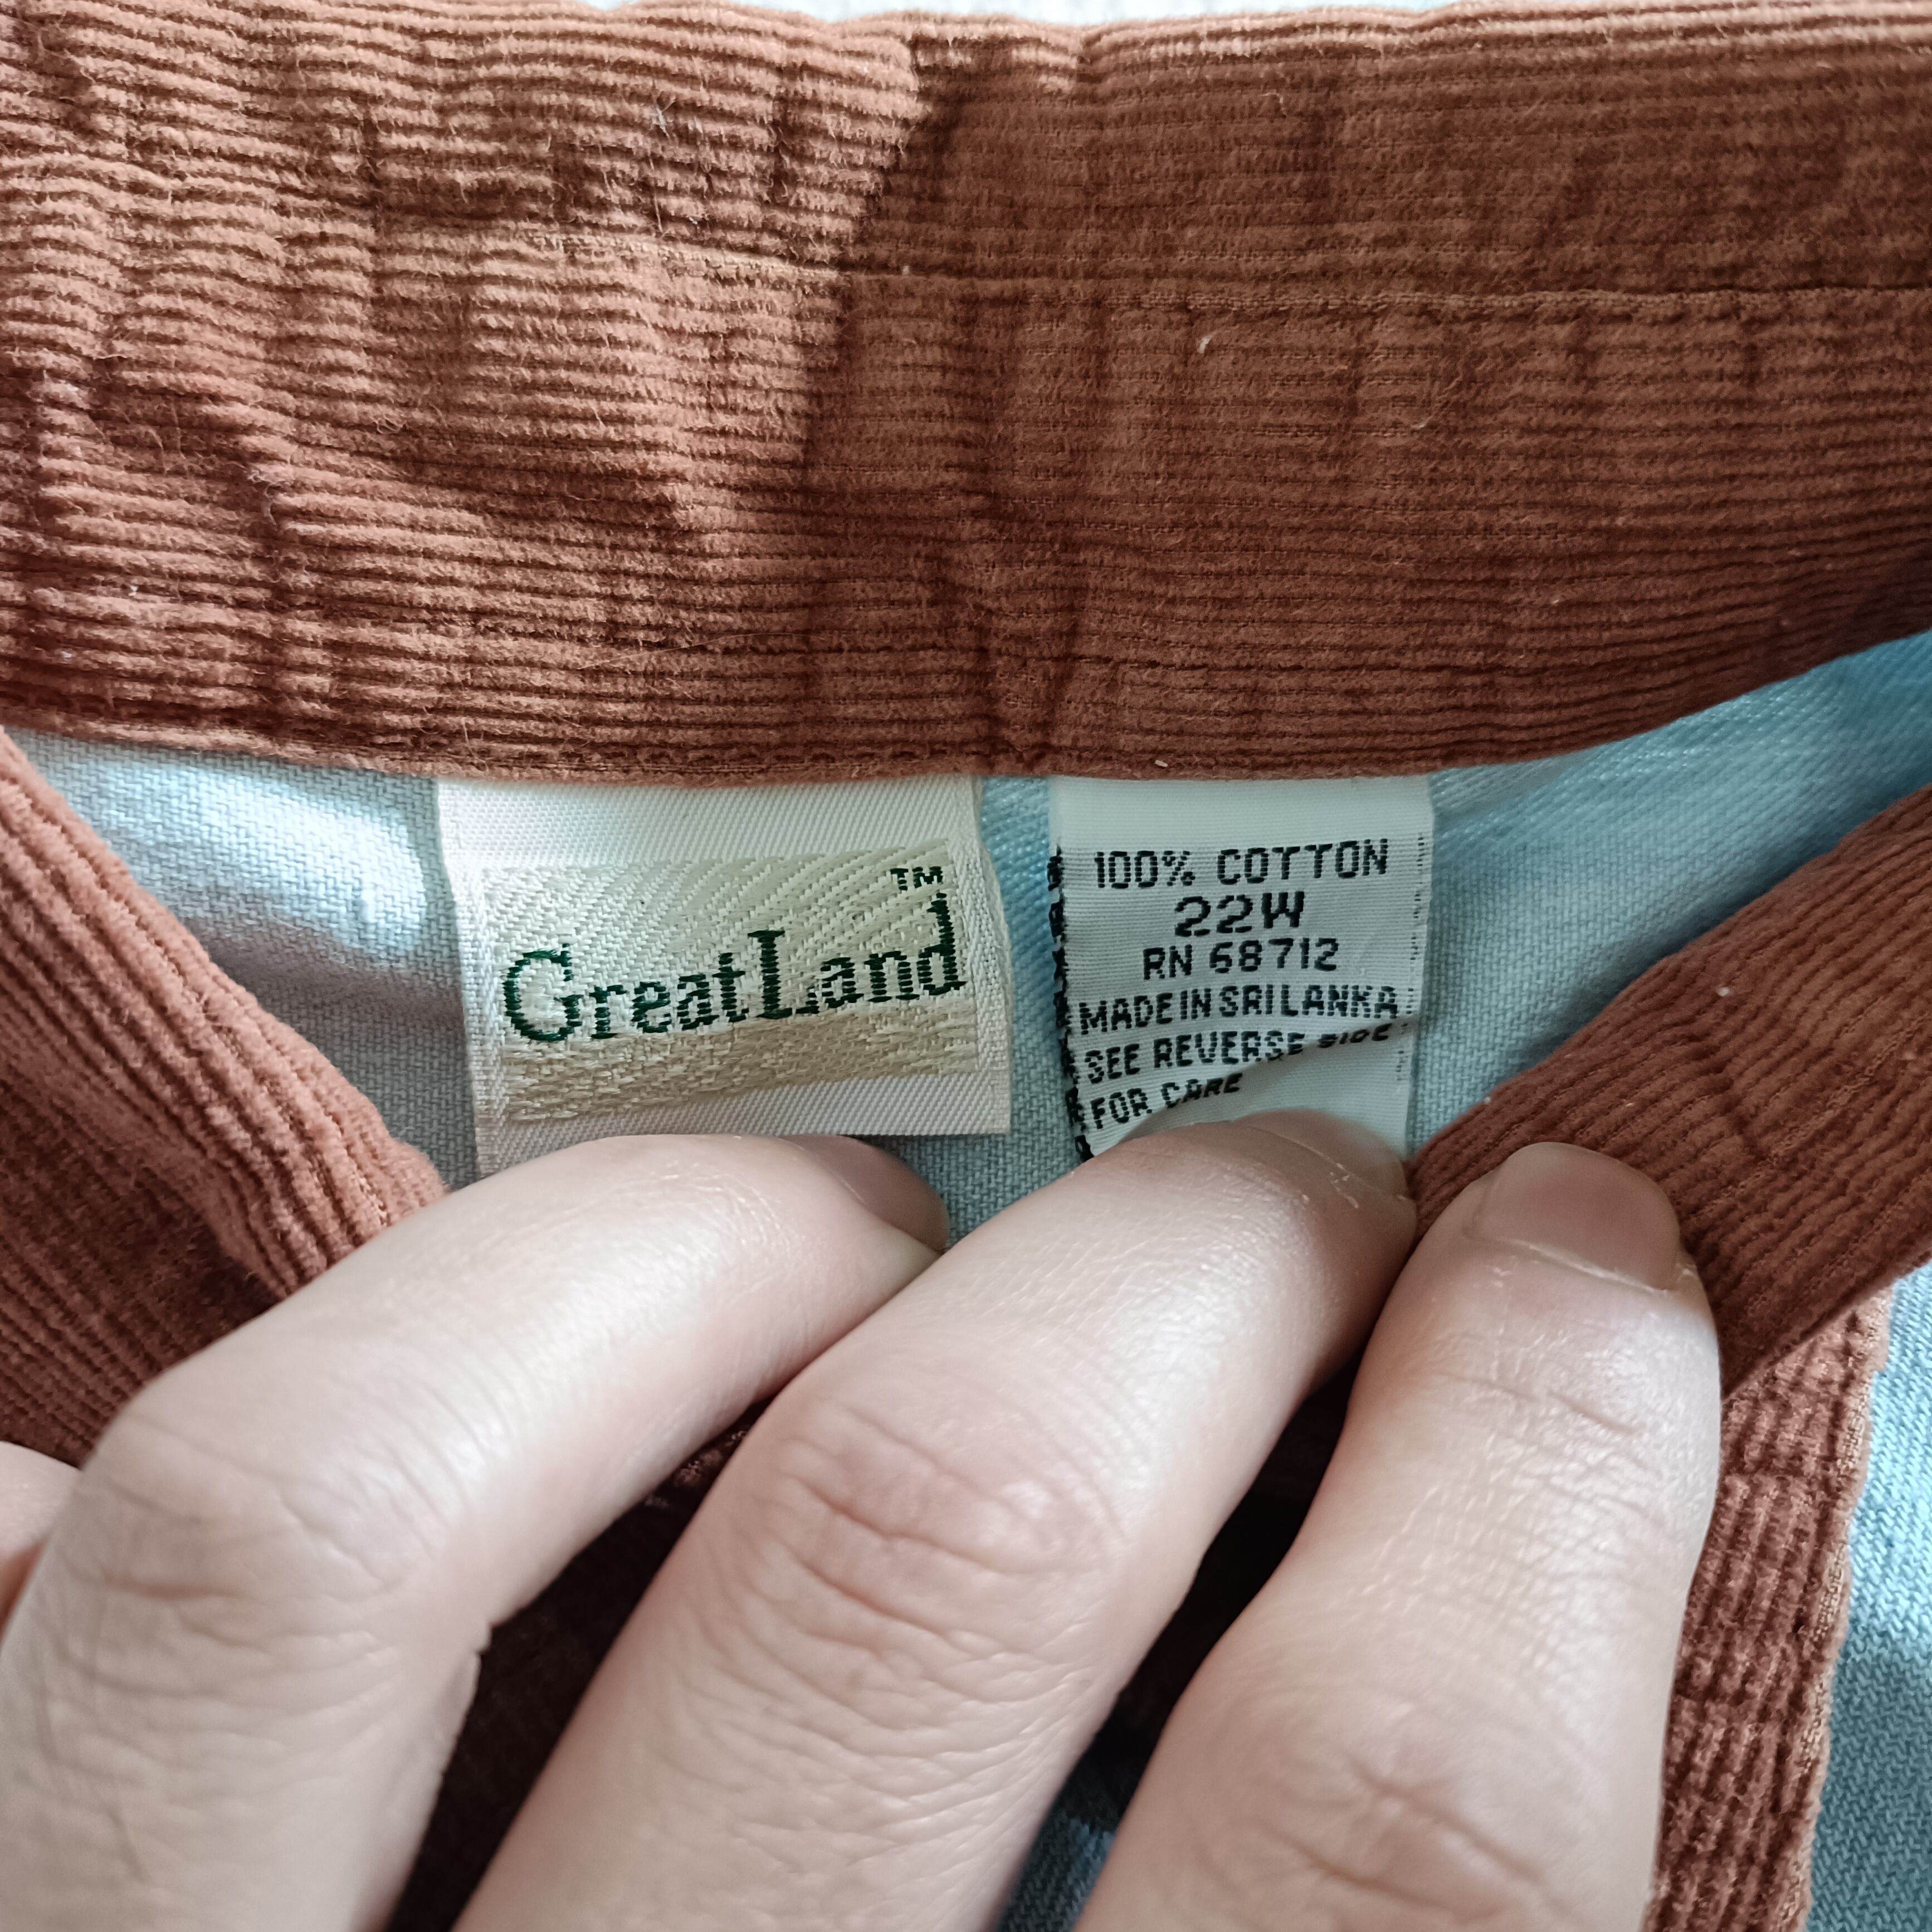 GreatLand™
100% COTTON
22W
RN 68712
MADE IN SRI LANKA
SEE REVERSE SIDE
FOR CARE